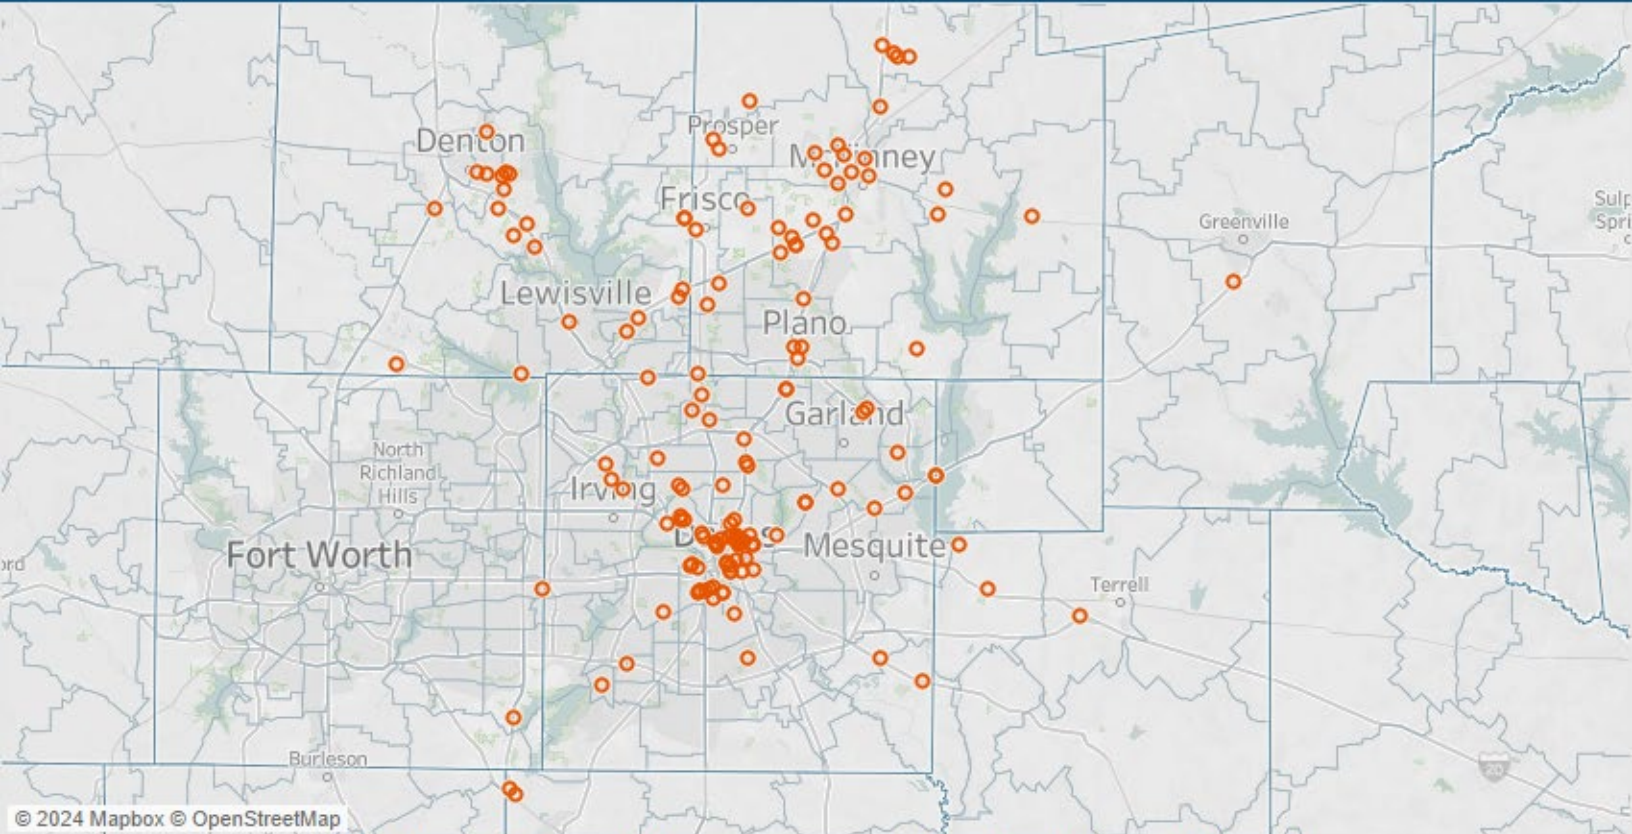 Prosper
Denton
McKinney
Frisco
Greenville
Lewisville
Plano
Garland
North
Richland
Hills
Irving
Dallas
Fort Worth
Mesquite
Terrell
Burleson
20
© 2024 Mapbox © OpenStreetMap